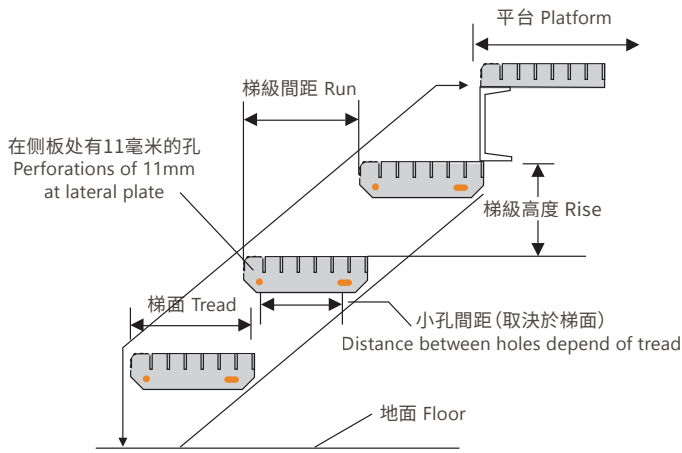 平台 Platform
梯級間距 Run
在侧板处有11毫米的孔
Perforations of 11mm
at lateral plate
梯級高度 Rise
梯面 Tread
小孔間距(取決於梯面)
Distance between holes depend of tread
地面 Floor